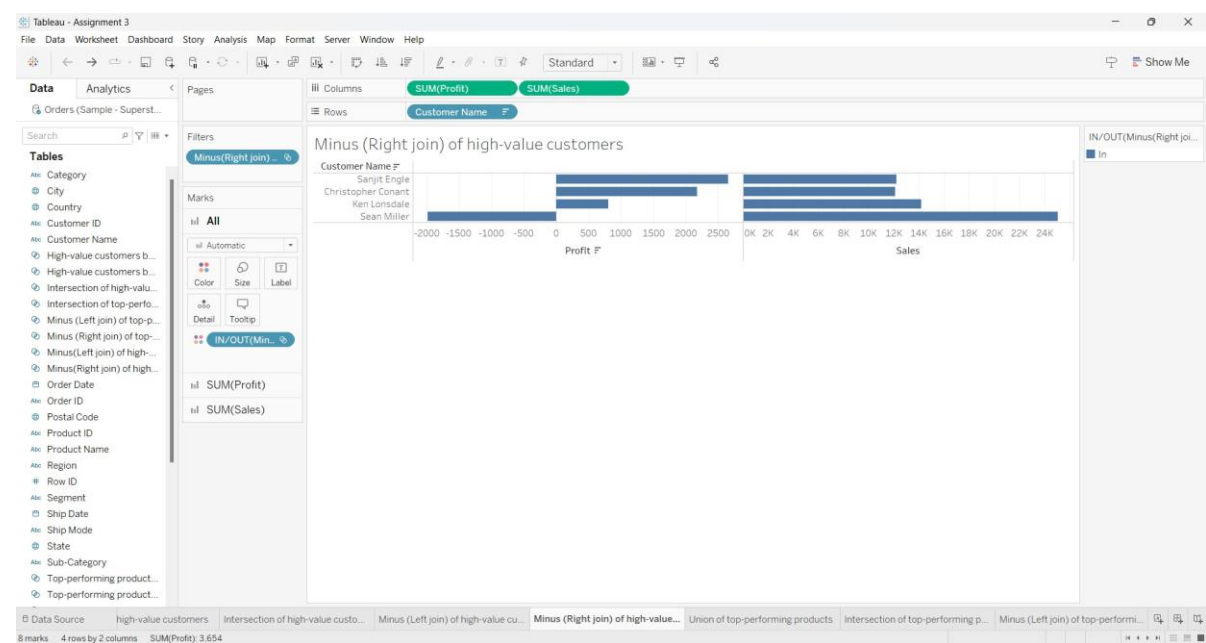 Tableau - Assignment 3
File Data Worksheet Dashboard Story Analysis Map Format Server Window Help
Standard
Show Me
Data Analytics
Orders (Sample - Superst...
Search
Tables
Abc Category
City
Country
Abc Customer ID
Abc Customer Name
High-value customers b...
High-value customers b...
Intersection of high-valu...
Intersection of top-perfo...
Minus (Left join) of top-p...
Minus (Right join) of top-...
Minus(Left join) of high-...
Minus(Right join) of high...
Order Date
Abc Order ID
Postal Code
Abc Product ID
Abc Product Name
Abc Region
# Row ID
Abc Segment
Ship Date
Abc Ship Mode
State
Abc Sub-Category
Top-performing product...
Top-performing product...
Pages
Filters
Minus(Right join) ...
Marks
All
Automatic
Color Size Label
Detail Tooltip
IN/OUT(Min...
SUM(Profit)
SUM(Sales)
Columns SUM(Profit) SUM(Sales)
Rows Customer Name
Minus (Right join) of high-value customers
Customer Name
Sanjit Engle
Christopher Conant
Ken Lonsdale
Sean Miller
-2000 -1500 -1000 -500 0 500 1000 1500 2000 2500 0K 2K 4K 6K 8K 10K 12K 14K 16K 18K 20K 22K 24K
Profit Sales
IN/OUT(Minus(Right joi...
In
Data Source high-value customers Intersection of high-value custo... Minus (Left join) of high-value cu... Minus (Right join) of high-value... Union of top-performing products Intersection of top-performing p... Minus (Left join) of top-performi...
8 marks 4 rows by 2 columns SUM(Profit): 3,654